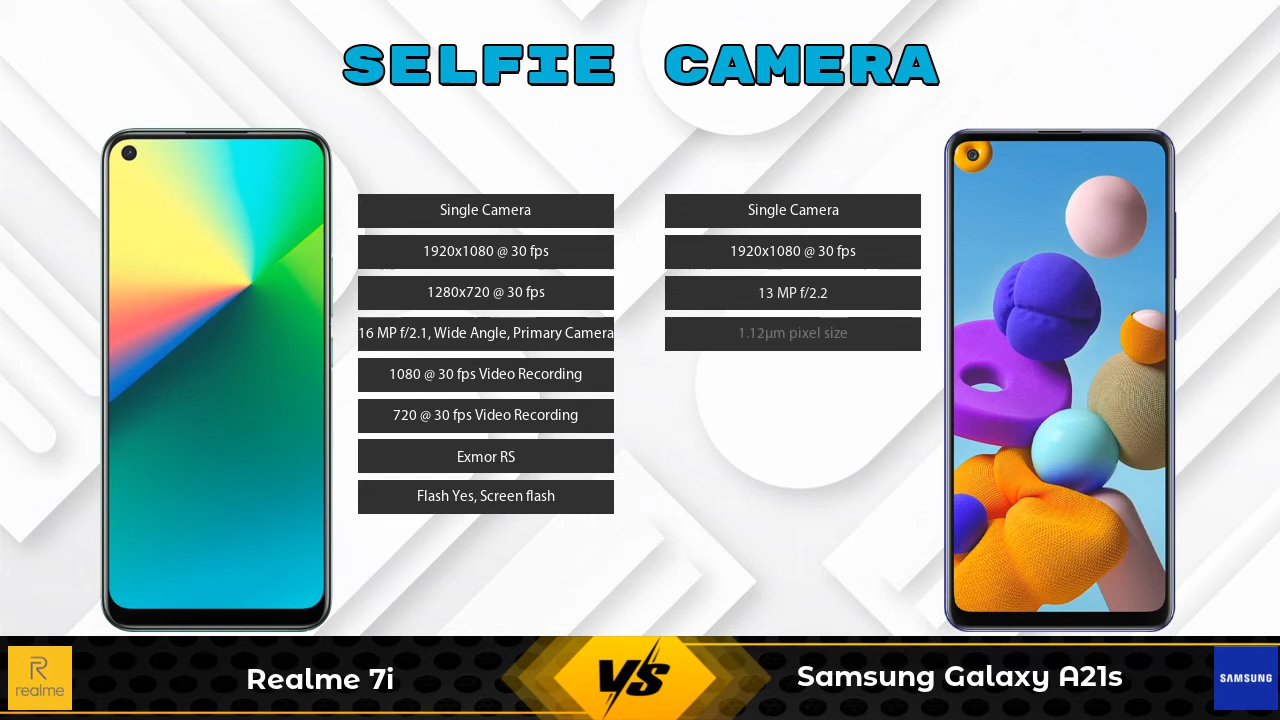 SELFIE CAMERA
Single Camera
1920x1080 @ 30 fps
1280x720 @ 30 fps
16 MP f/2.1, Wide Angle, Primary Camera
1080 @ 30 fps Video Recording
720 @ 30 fps Video Recording
Exmor RS
Flash Yes, Screen flash
Single Camera
1920x1080 @ 30 fps
13 MP f/2.2
1.12µm pixel size
realme
Realme 7i
VS
Samsung Galaxy A21s
SAMSUNG